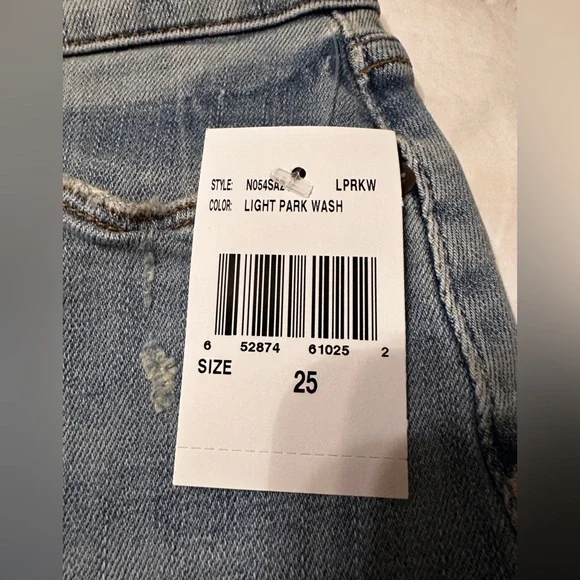 STYLE: LPRKW
COLOR: LIGHT PARK WASH
6 52874 61025 2
SIZE 25